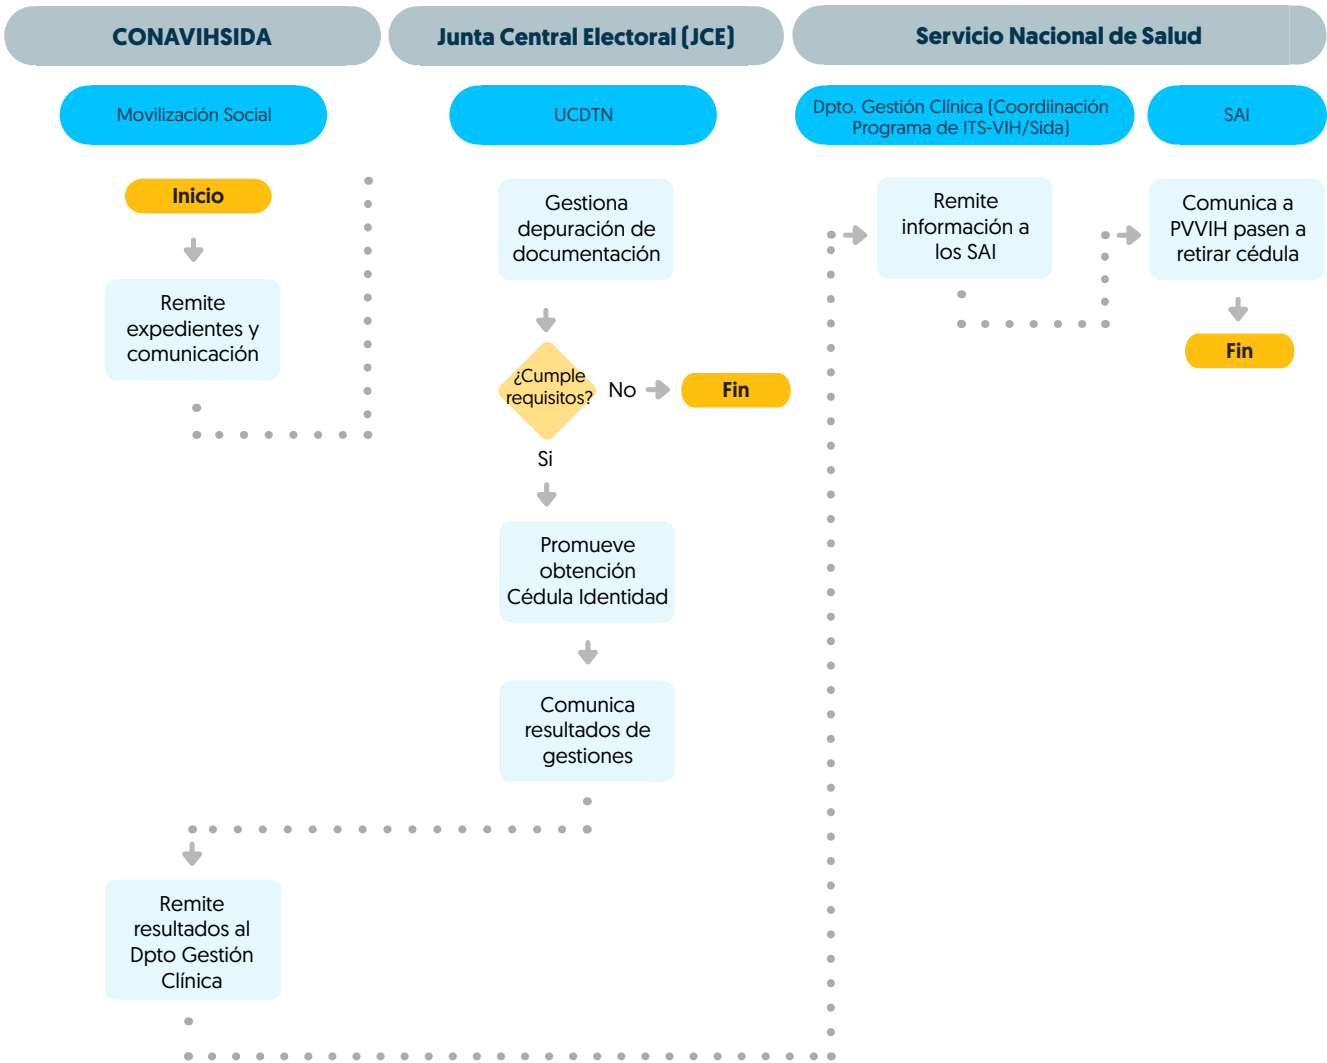 CONAVIHSIDA
Junta Central Electoral (JCE)
Servicio Nacional de Salud
Movilización Social
UCDTN
Dpto. Gestión Clínica (Coordiinación
Programa de ITS-VIH/Sida)
SAI
Inicio
Remite
expedientes y
comunicación
Gestiona
depuración de
documentación
¿Cumple
requisitos?
No
Fin
Si
Promueve
obtención
Cédula Identidad
Comunica
resultados de
gestiones
Remite
resultados al
Dpto Gestión
Clínica
Remite
información a
los SAI
Comunica a
PVVIH pasen a
retirar cédula
Fin